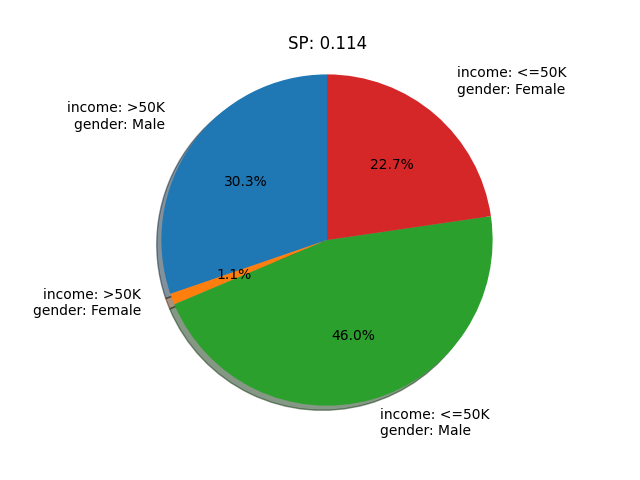 SP: 0.114
income: <=50K
gender: Female
income: >50K
gender: Male
22.7%
30.3%
1.1%
income: >50K
gender: Female
46.0%
income: <=50K
gender: Male